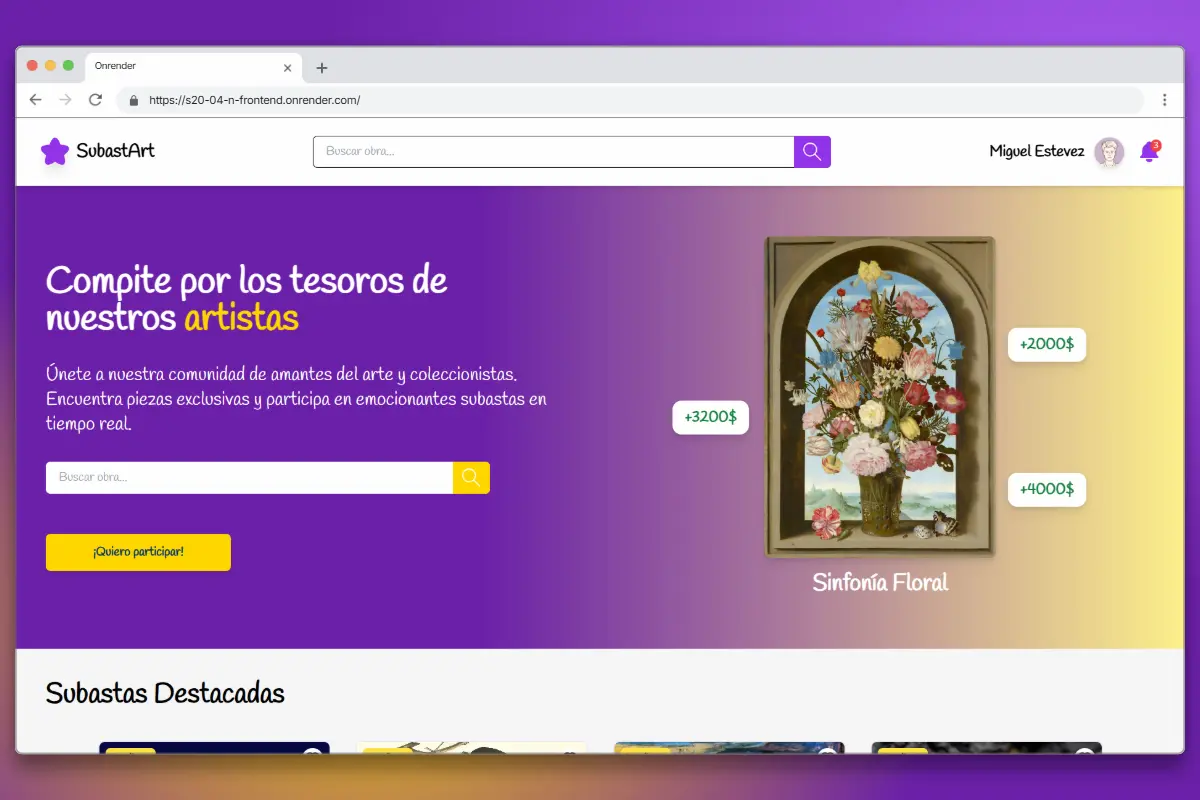 Onrender
https://s20-04-n-frontend.onrender.com/
SubastArt
Buscar obra...
Miguel Estevez
3
Compite por los tesoros de
nuestros artistas
Únete a nuestra comunidad de amantes del arte y coleccionistas.
Encuentra piezas exclusivas y participa en emocionantes subastas en
tiempo real.
Buscar obra...
¡Quiero participar!
+2000$
+3200$
+4000$
Sinfonía Floral
Subastas Destacadas